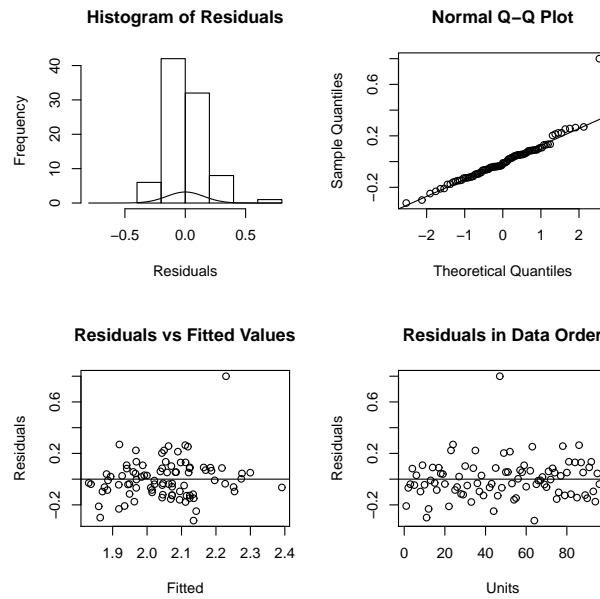 Histogram of Residuals
Frequency
0 10 20 30 40
−0.5 0.0 0.5
Residuals
Normal Q−Q Plot
Sample Quantiles
−0.2 0.2 0.6
−2 −1 0 1 2
Theoretical Quantiles
Residuals vs Fitted Values
Residuals
−0.2 0.2 0.6
1.9 2.0 2.1 2.2 2.3 2.4
Fitted
Residuals in Data Order
Residuals
−0.2 0.2 0.6
0 20 40 60 80
Units